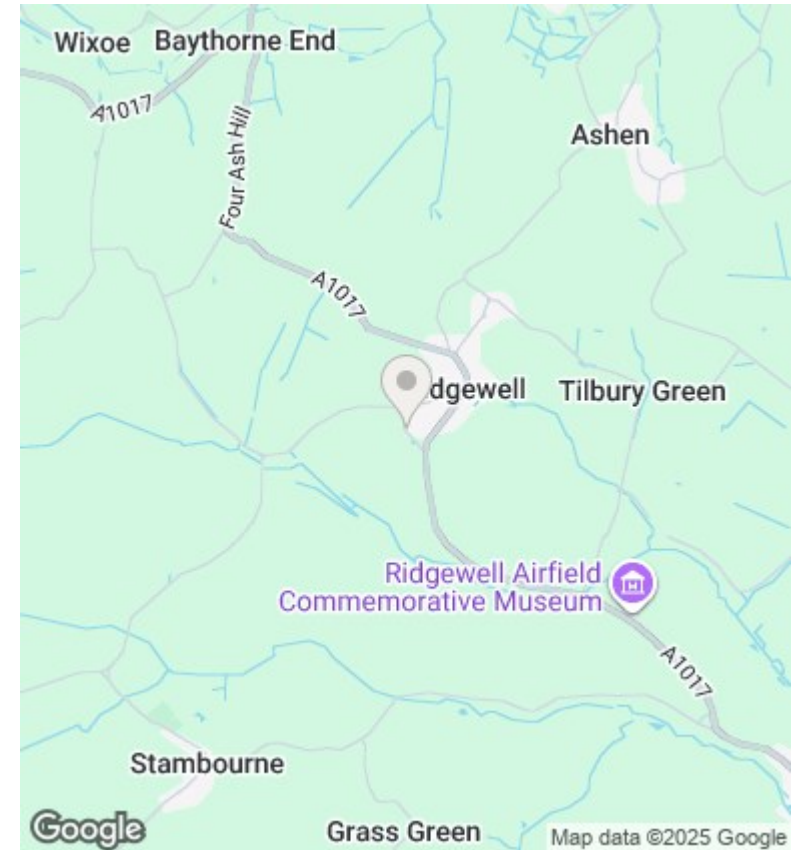 Wixoe
Baythorne End
A1017
Four Ash Hill
Ashen
A1017
dgewell
Tilbury Green
Ridgewell Airfield
Commemorative Museum
M
A1017
Stambourne
Grass Green
Google
Map data ©2025 Google